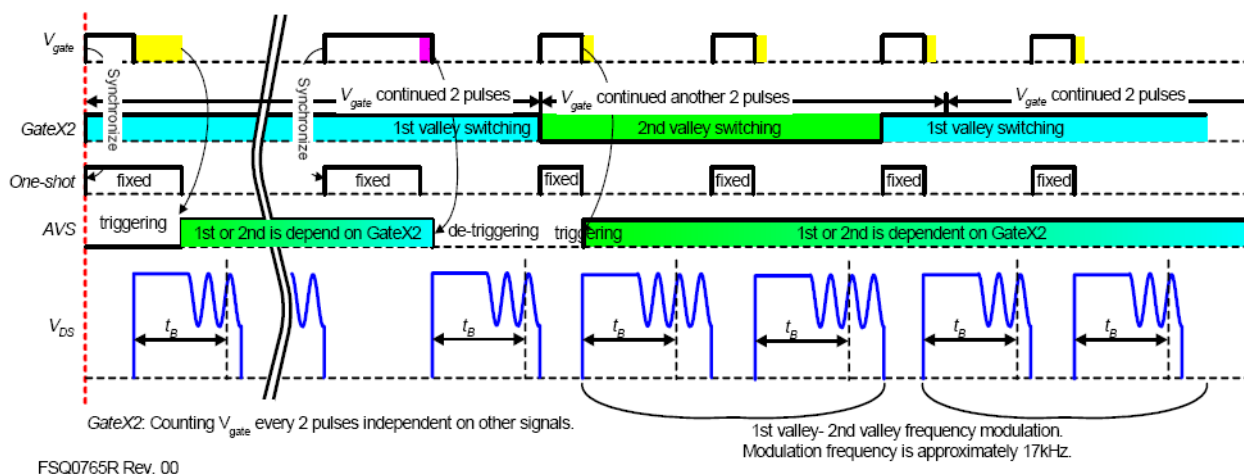 Vgate
Synchronize
Synchronize
Vgate continued 2 pulses
Vgate continued another 2 pulses
Vgate continued 2 pulses
GateX2
1st valley switching
2nd valley switching
1st valley switching
One-shot
fixed
fixed
fixed
fixed
fixed
fixed
AVS
triggering
1st or 2nd is depend on GateX2
de-triggering
triggering
1st or 2nd is dependent on GateX2
VDS
tB
tB
tB
tB
tB
tB
GateX2: Counting Vgate every 2 pulses independent on other signals.
1st valley- 2nd valley frequency modulation.
Modulation frequency is approximately 17kHz.
FSQ0765R Rev. 00